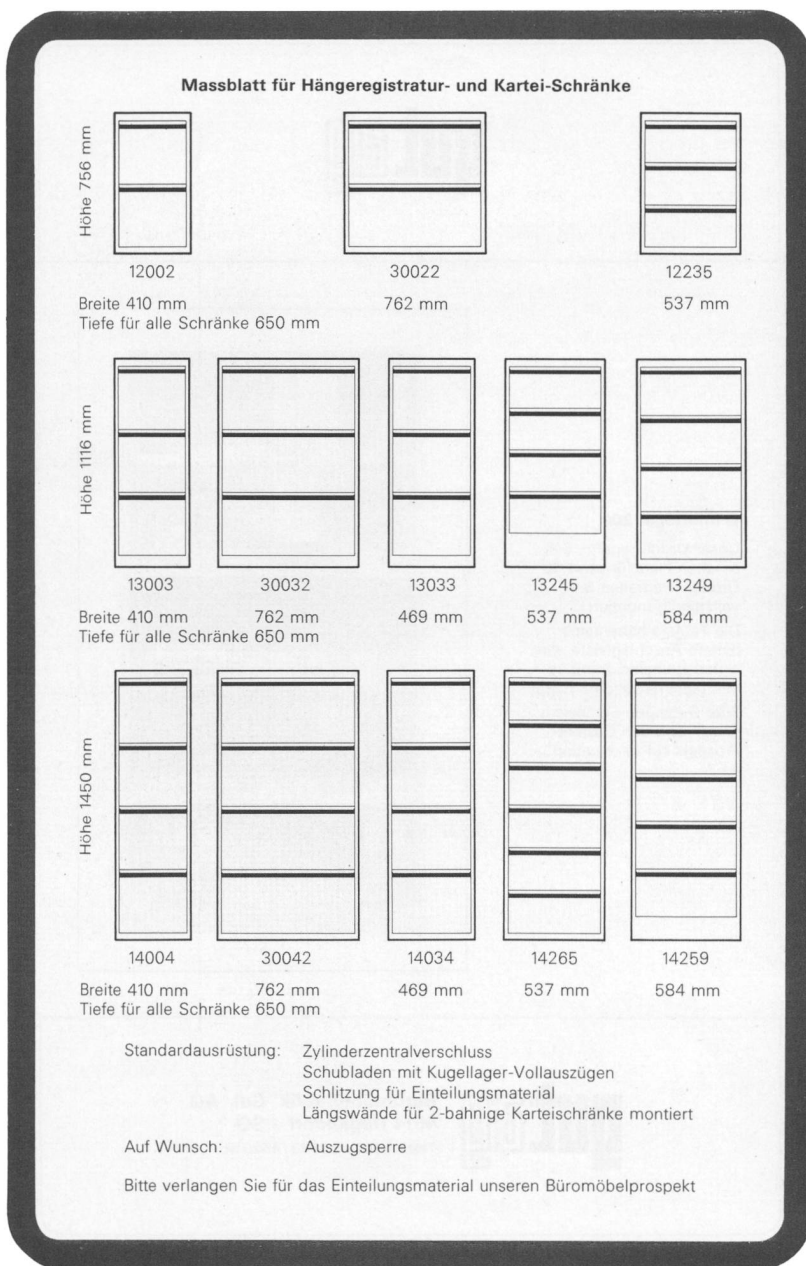 Massblatt für Hängeregistratur- und Kartei-Schränke
Höhe 756 mm
12002 30022 12235
Breite 410 mm 762 mm 537 mm
Tiefe für alle Schränke 650 mm
Höhe 1116 mm
13003 30032 13033 13245 13249
Breite 410 mm 762 mm 469 mm 537 mm 584 mm
Tiefe für alle Schränke 650 mm
Höhe 1450 mm
14004 30042 14034 14265 14259
Breite 410 mm 762 mm 469 mm 537 mm 584 mm
Tiefe für alle Schränke 650 mm
Standardausrüstung: Zylinderzentralverschluss
Schubladen mit Kugellager-Vollauszügen
Schlitzung für Einteilungsmaterial
Längswände für 2-bahnige Karteischränke montiert
Auf Wunsch: Auszugsperre
Bitte verlangen Sie für das Einteilungsmaterial unseren Büromöbelprospekt